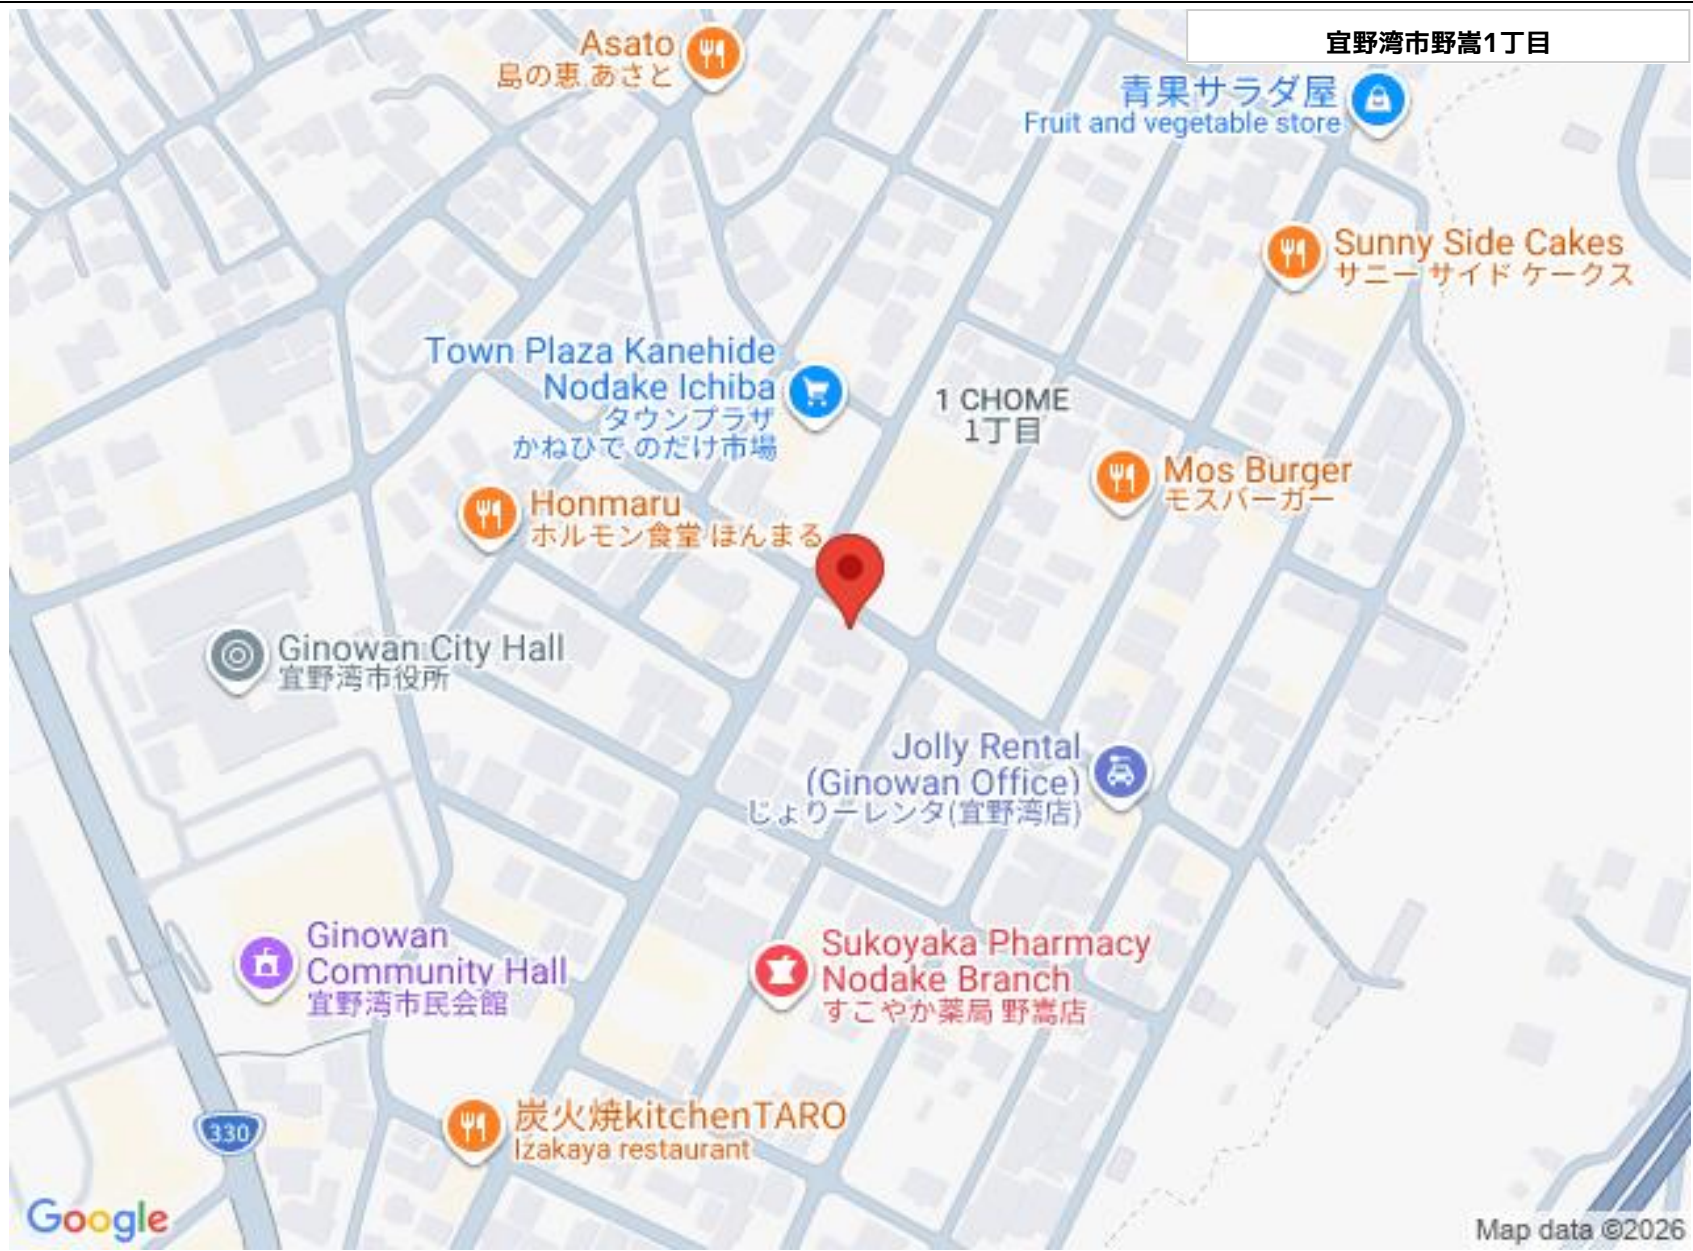 宜野湾市野嵩1丁目
Asato
島の恵 あさと
青果サラダ屋
Fruit and vegetable store
Sunny Side Cakes
サニー サイド ケークス
Town Plaza Kanehide
Nodake Ichiba
タウンプラザ
かねひで のだけ市場
1 CHOME
1丁目
Mos Burger
モスバーガー
Honmaru
ホルモン食堂 ほんまる
Ginowan City Hall
宜野湾市役所
Jolly Rental
(Ginowan Office)
じょりーレンタ(宜野湾店)
Ginowan
Community Hall
宜野湾市民会館
Sukoyaka Pharmacy
Nodake Branch
すこやか薬局 野嵩店
炭火焼kitchenTARO
Izakaya restaurant
330
Google
Map data ©2026